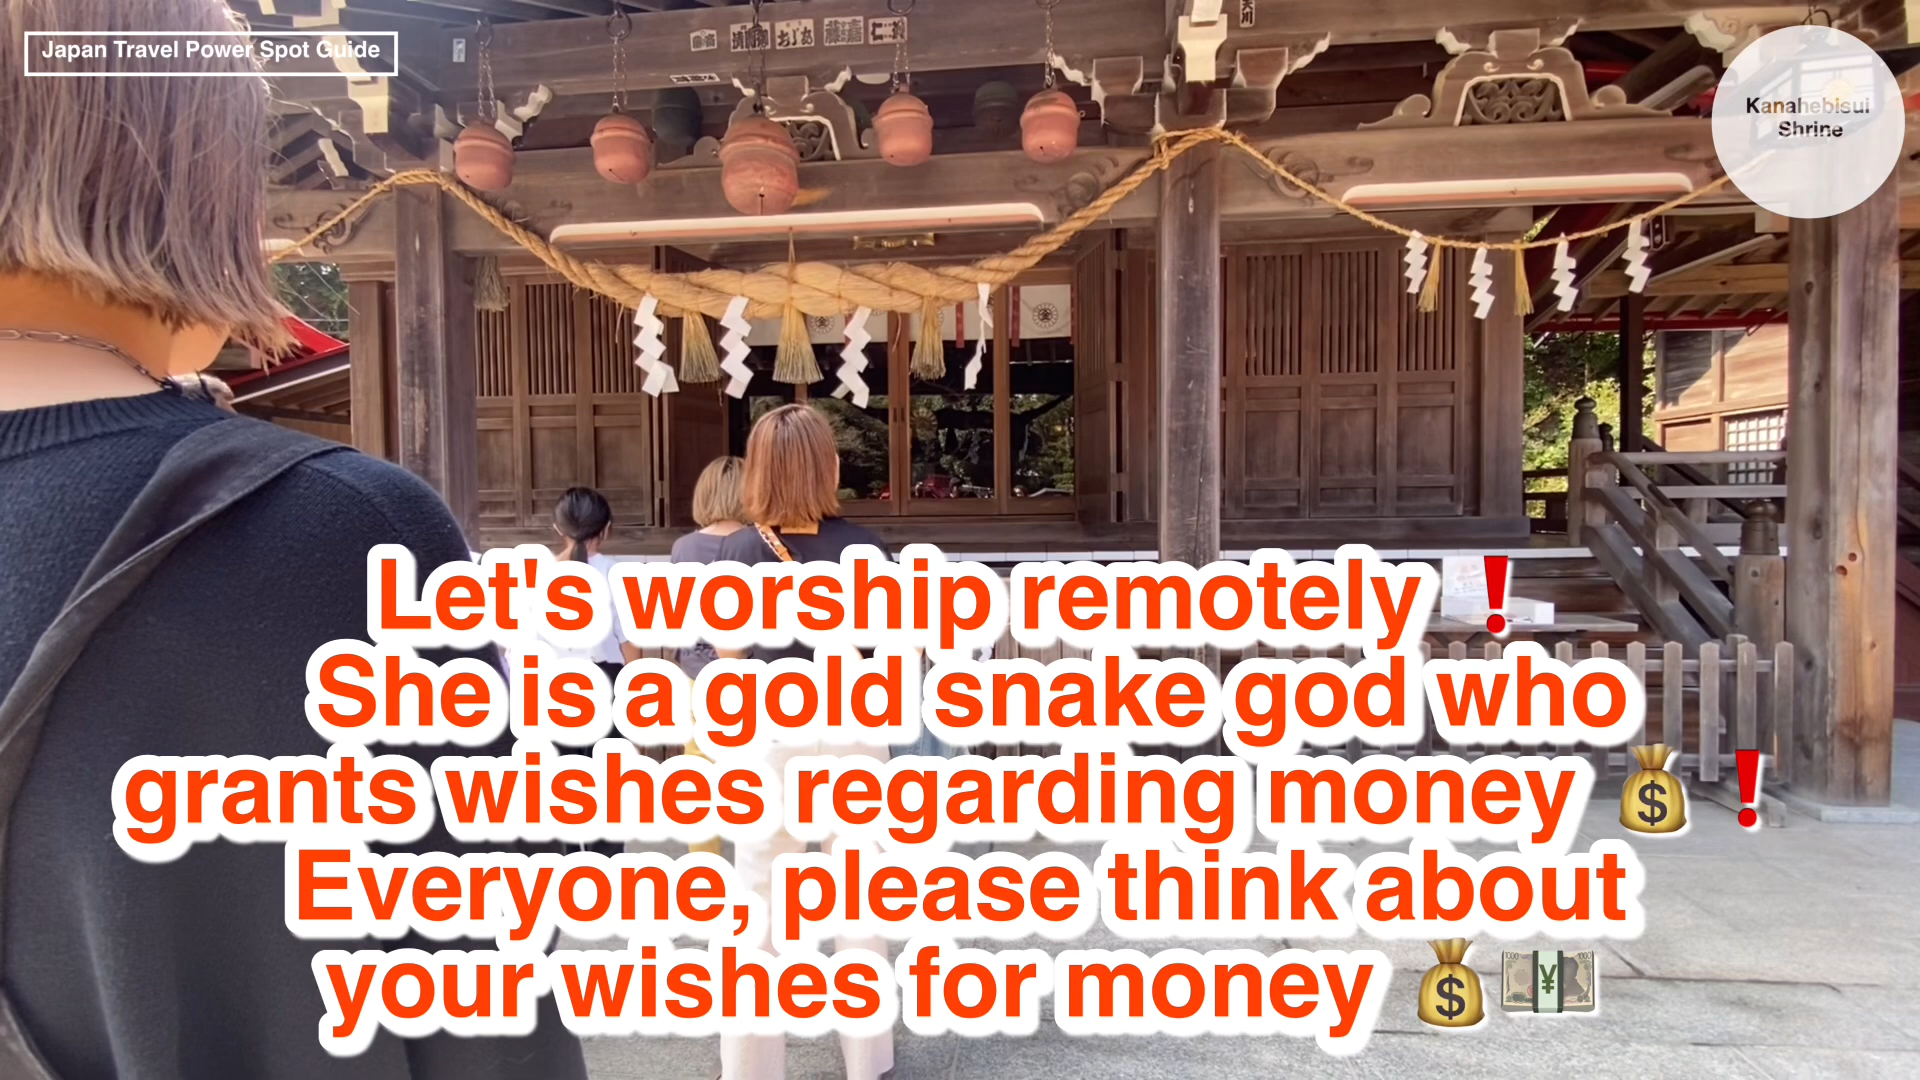 Japan Travel Power Spot Guide
Kanahebisui
Shrine
Let's worship remotely❗
She is a gold snake god who
grants wishes regarding money 💰❗
Everyone, please think about
your wishes for money 💰💴